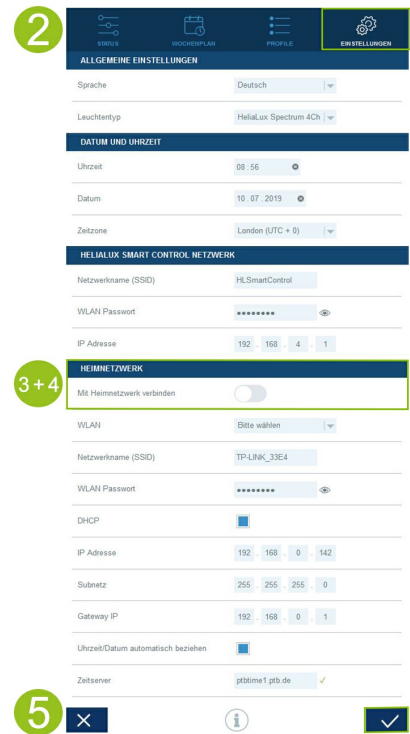 2
STATUS
WOCHENPLAN
PROFILE
EINSTELLUNGEN
ALLGEMEINE EINSTELLUNGEN
Sprache Deutsch
Leuchtentyp HeliaLux Spectrum 4Ch
DATUM UND UHRZEIT
Uhrzeit 08 : 56
Datum 10 . 07 . 2019
Zeitzone London (UTC + 0)
HELIALUX SMART CONTROL NETZWERK
Netzwerkname (SSID) HLSmartControl
WLAN Passwort ••••••••
IP Adresse 192 . 168 . 4 . 1
3+4
HEIMNETZWERK
Mit Heimnetzwerk verbinden
WLAN Bitte wählen
Netzwerkname (SSID) TP-LINK_33E4
WLAN Passwort ••••••••
DHCP
IP Adresse 192 . 168 . 0 . 142
Subnetz 255 . 255 . 255 . 0
Gateway IP 192 . 168 . 0 . 1
Uhrzeit/Datum automatisch beziehen
Zeitserver ptbtime1.ptb.de
5
i